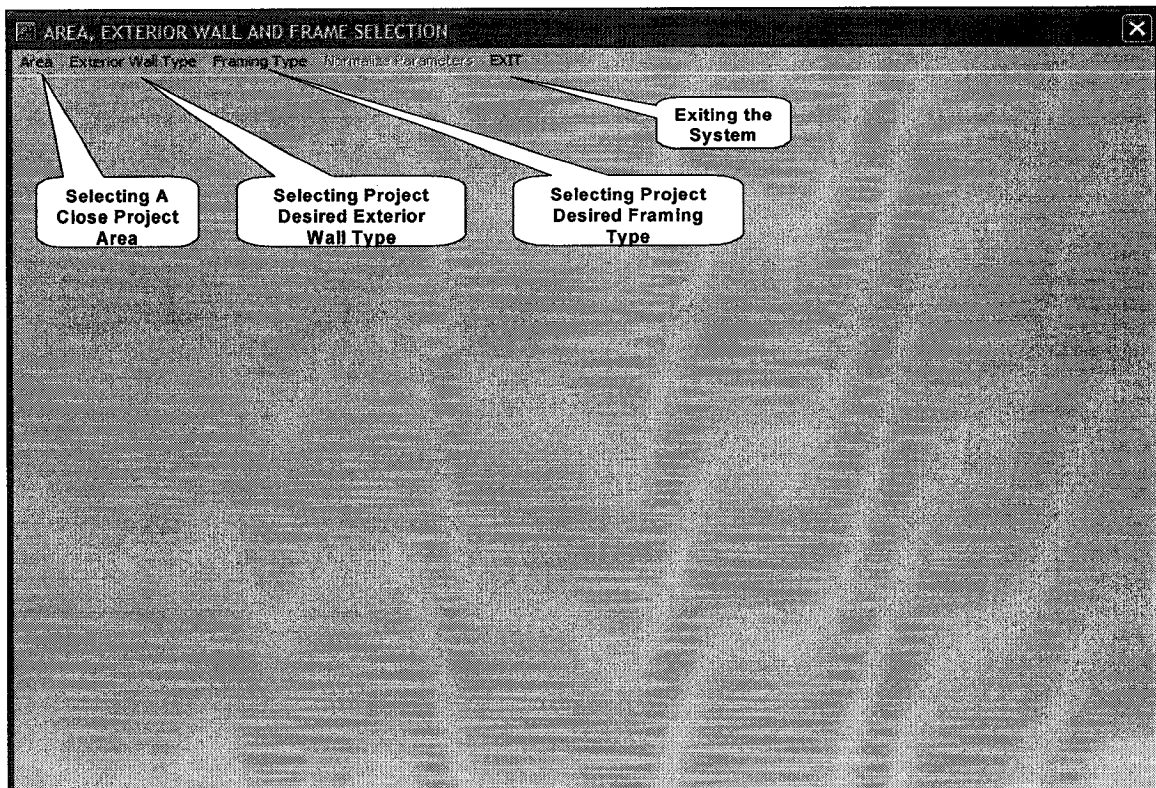 AREA, EXTERIOR WALL AND FRAME SELECTION
Area Exterior Wall Type Framing Type Normalize Parameters EXIT
Exiting the
System
Selecting A
Close Project
Area
Selecting Project
Desired Exterior
Wall Type
Selecting Project
Desired Framing
Type